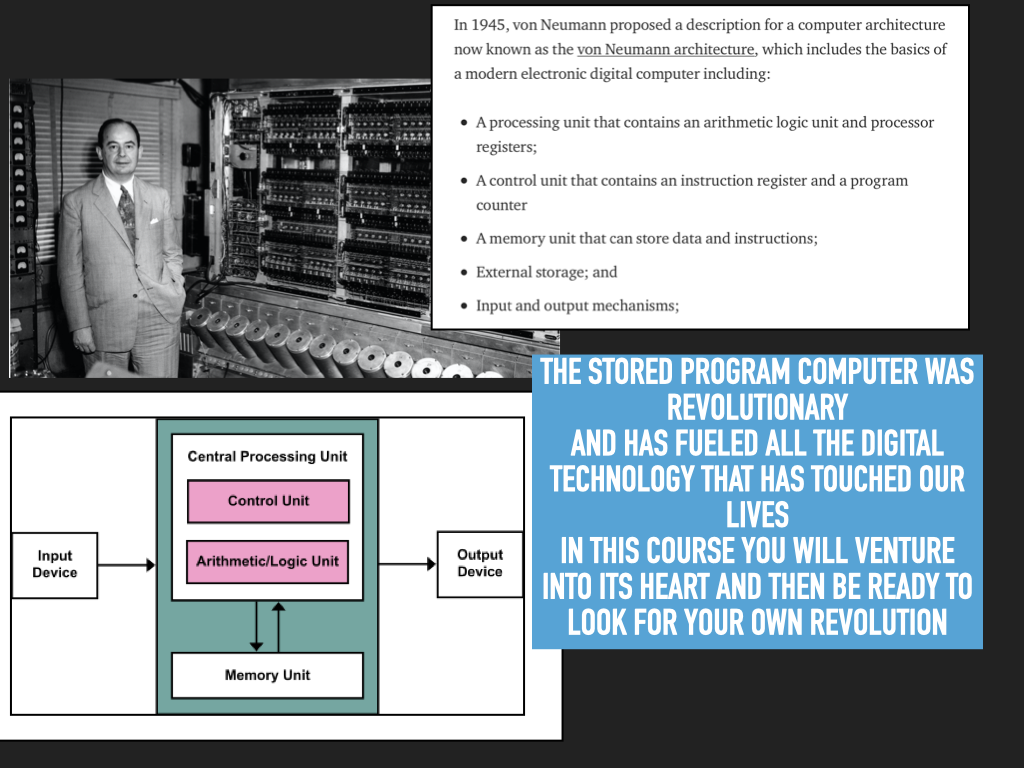 In 1945, von Neumann proposed a description for a computer architecture
now known as the von Neumann architecture, which includes the basics of
a modern electronic digital computer including:
• A processing unit that contains an arithmetic logic unit and processor
registers;
• A control unit that contains an instruction register and a program
counter
• A memory unit that can store data and instructions;
• External storage; and
• Input and output mechanisms;
THE STORED PROGRAM COMPUTER WAS
REVOLUTIONARY
AND HAS FUELED ALL THE DIGITAL
TECHNOLOGY THAT HAS TOUCHED OUR
LIVES
IN THIS COURSE YOU WILL VENTURE
INTO ITS HEART AND THEN BE READY TO
LOOK FOR YOUR OWN REVOLUTION
Central Processing Unit
Control Unit
Arithmetic/Logic Unit
Input
Device
Output
Device
Memory Unit